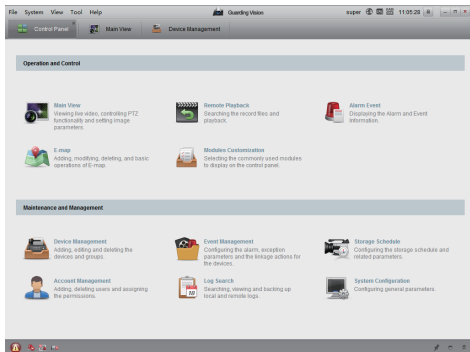 File System View Tool Help Guarding Vision super 11:05:28
Control Panel Main View Device Management
Operation and Control
Main View
Viewing live video, controlling PTZ
functionality and setting image
parameters.
Remote Playback
Searching the record files and
playback.
Alarm Event
Displaying the Alarm and Event
Information.
E-map
Adding, modifying, deleting, and basic
operations of E-map.
Modules Customization
Selecting the commonly used modules
to display on the control panel.
Maintenance and Management
Device Management
Adding, editing and deleting the
devices and groups.
Event Management
Configuring the alarm, exception
parameters and the linkage actions for
the devices.
Storage Schedule
Configuring the storage schedule and
related parameters.
Account Management
Adding, deleting users and assigning
the permissions.
Log Search
Searching, viewing and backing up
local and remote logs.
System Configuration
Configuring general parameters.